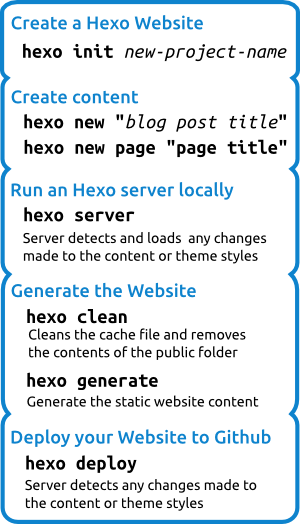 Create a Hexo Website
hexo init new-project-name
Create content
hexo new "blog post title"
hexo new page "page title"
Run an Hexo server locally
hexo server
Server detects and loads any changes
made to the content or theme styles
Generate the Website
hexo clean
Cleans the cache file and removes
the contents of the public folder
hexo generate
Generate the static website content
Deploy your Website to Github
hexo deploy
Server detects any changes made to
the content or theme styles